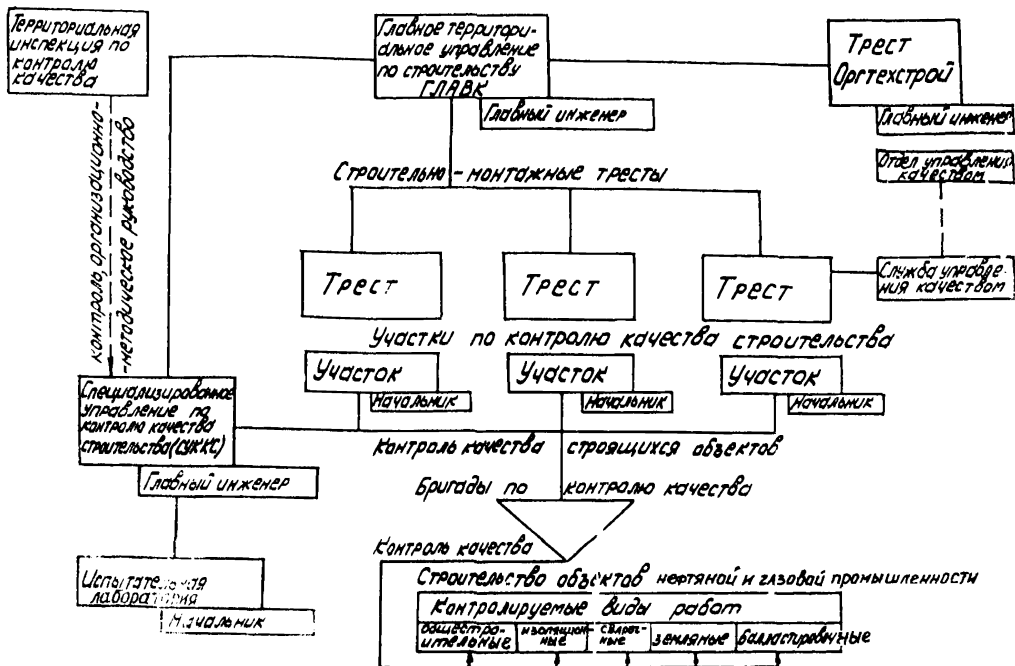 Территориальная
инспекция по
контролю
качества
Главное территори-
альное управление
по строительству
ГЛАВК
Главный инженер
Трест
Оргтехстрой
Главный инженер
Отдел управления
качеством
контроль, организационно-
-методическое руководство
Строительно-монтажные тресты
Трест
Трест
Трест
Служба управле-
ния качеством
Участки по контролю качества строительства
Участок
Начальник
Участок
Начальник
Участок
Начальник
Специализированное
управление по
контролю качества
строительства (СУККС)
Главный инженер
Контроль качества строящихся объектов
Бригады по контролю качества
Контроль качества
Испытательная
лаборатория
Начальник
Строительство объектов нефтяной и газовой промышленности
Контролируемые виды работ
общестро-
ительные
изоляцион-
ные
свароч-
ные
земляные
балластировочные